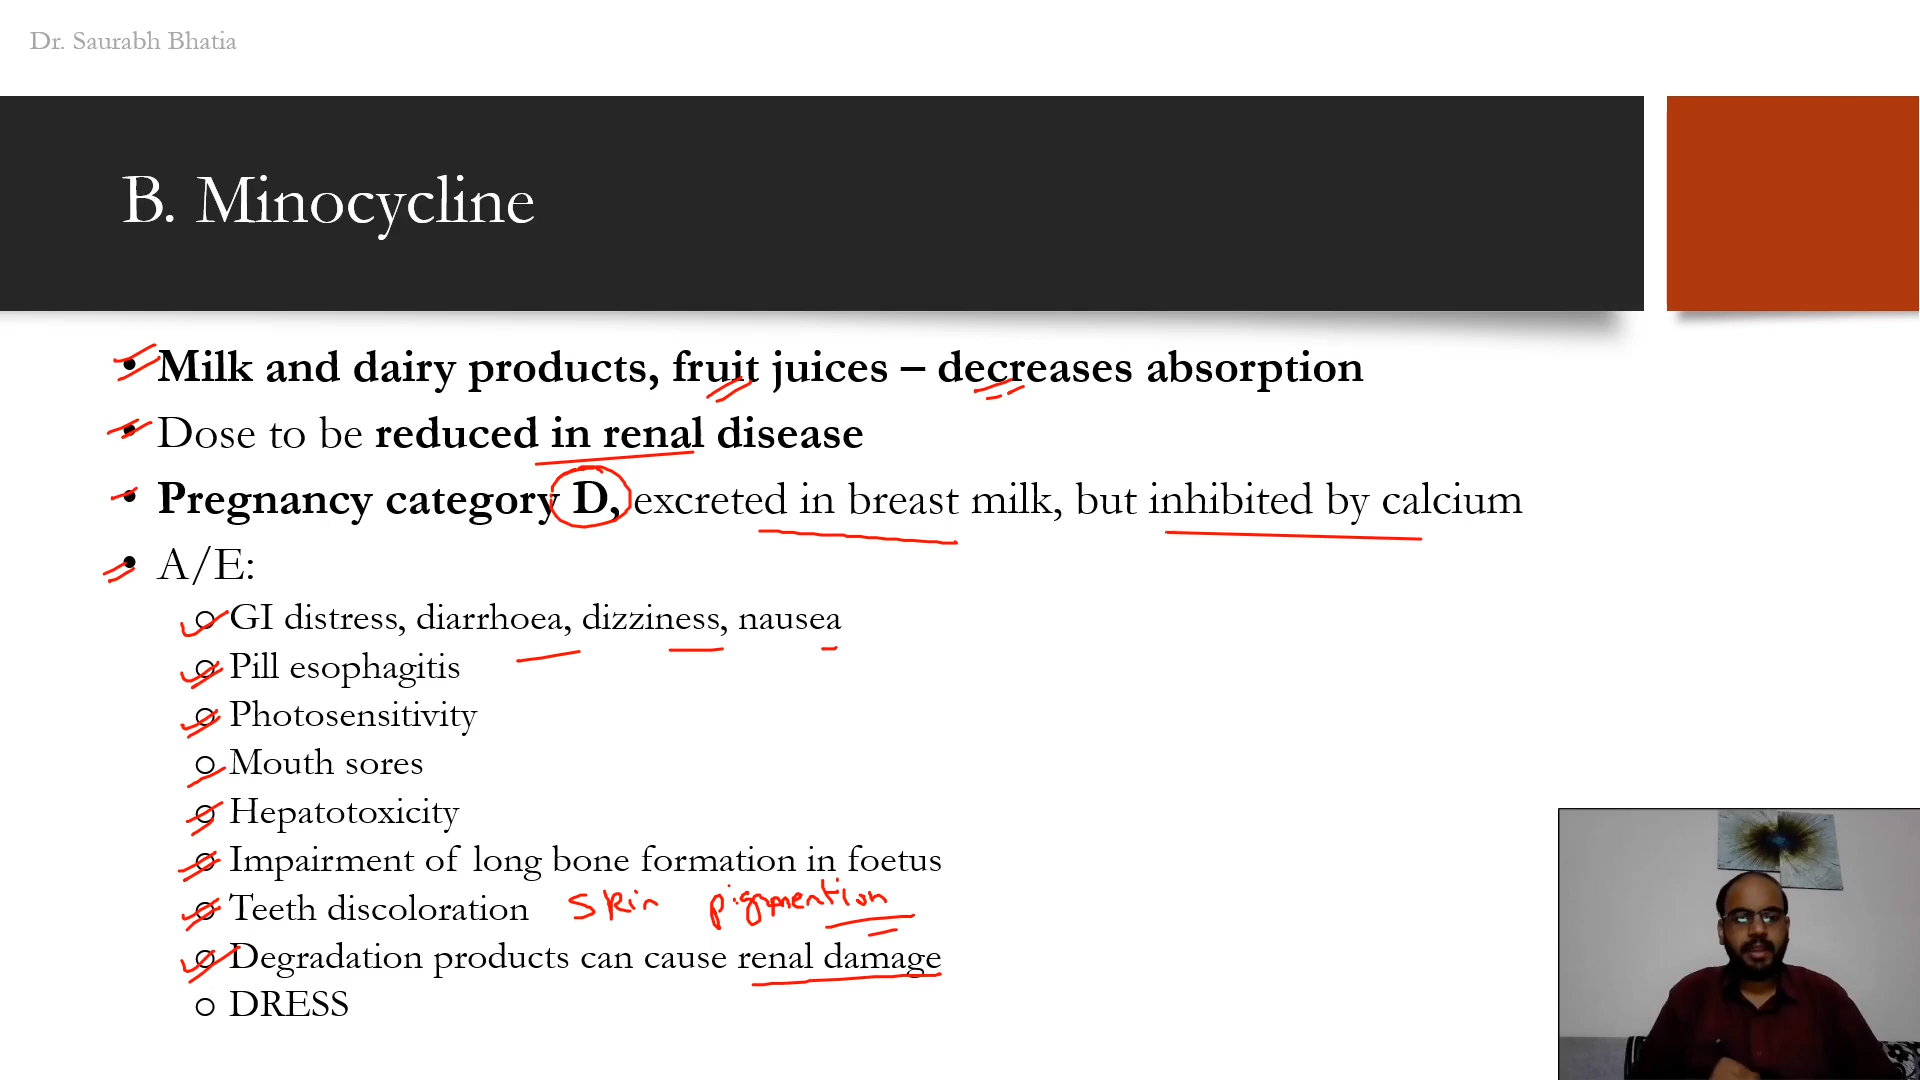 Dr. Saurabh Bhatia
B. Minocycline
• Milk and dairy products, fruit juices – decreases absorption
• Dose to be reduced in renal disease
• Pregnancy category D, excreted in breast milk, but inhibited by calcium
• A/E:
o GI distress, diarrhoea, dizziness, nausea
o Pill esophagitis
o Photosensitivity
o Mouth sores
o Hepatotoxicity
o Impairment of long bone formation in foetus
o Teeth discoloration skin pigmention
o Degradation products can cause renal damage
o DRESS